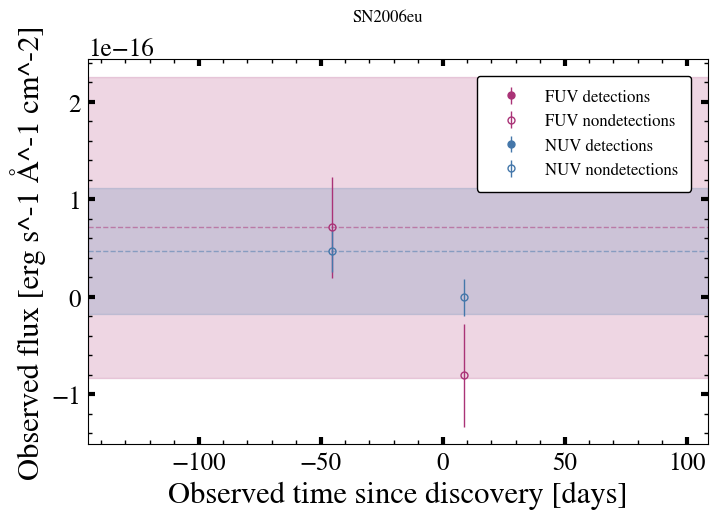 SN2006eu
1e−16
Observed flux [erg s^-1 Å^-1 cm^-2]
2
1
0
−1
FUV detections
FUV nondetections
NUV detections
NUV nondetections
−100 −50 0 50 100
Observed time since discovery [days]